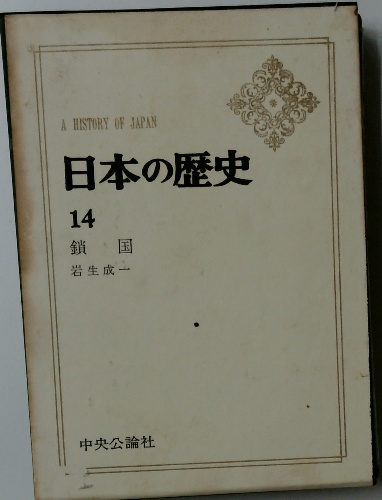 A HISTORY OF JAPAN
日本の歴史
14
鎖国
岩生成一
中央公論社